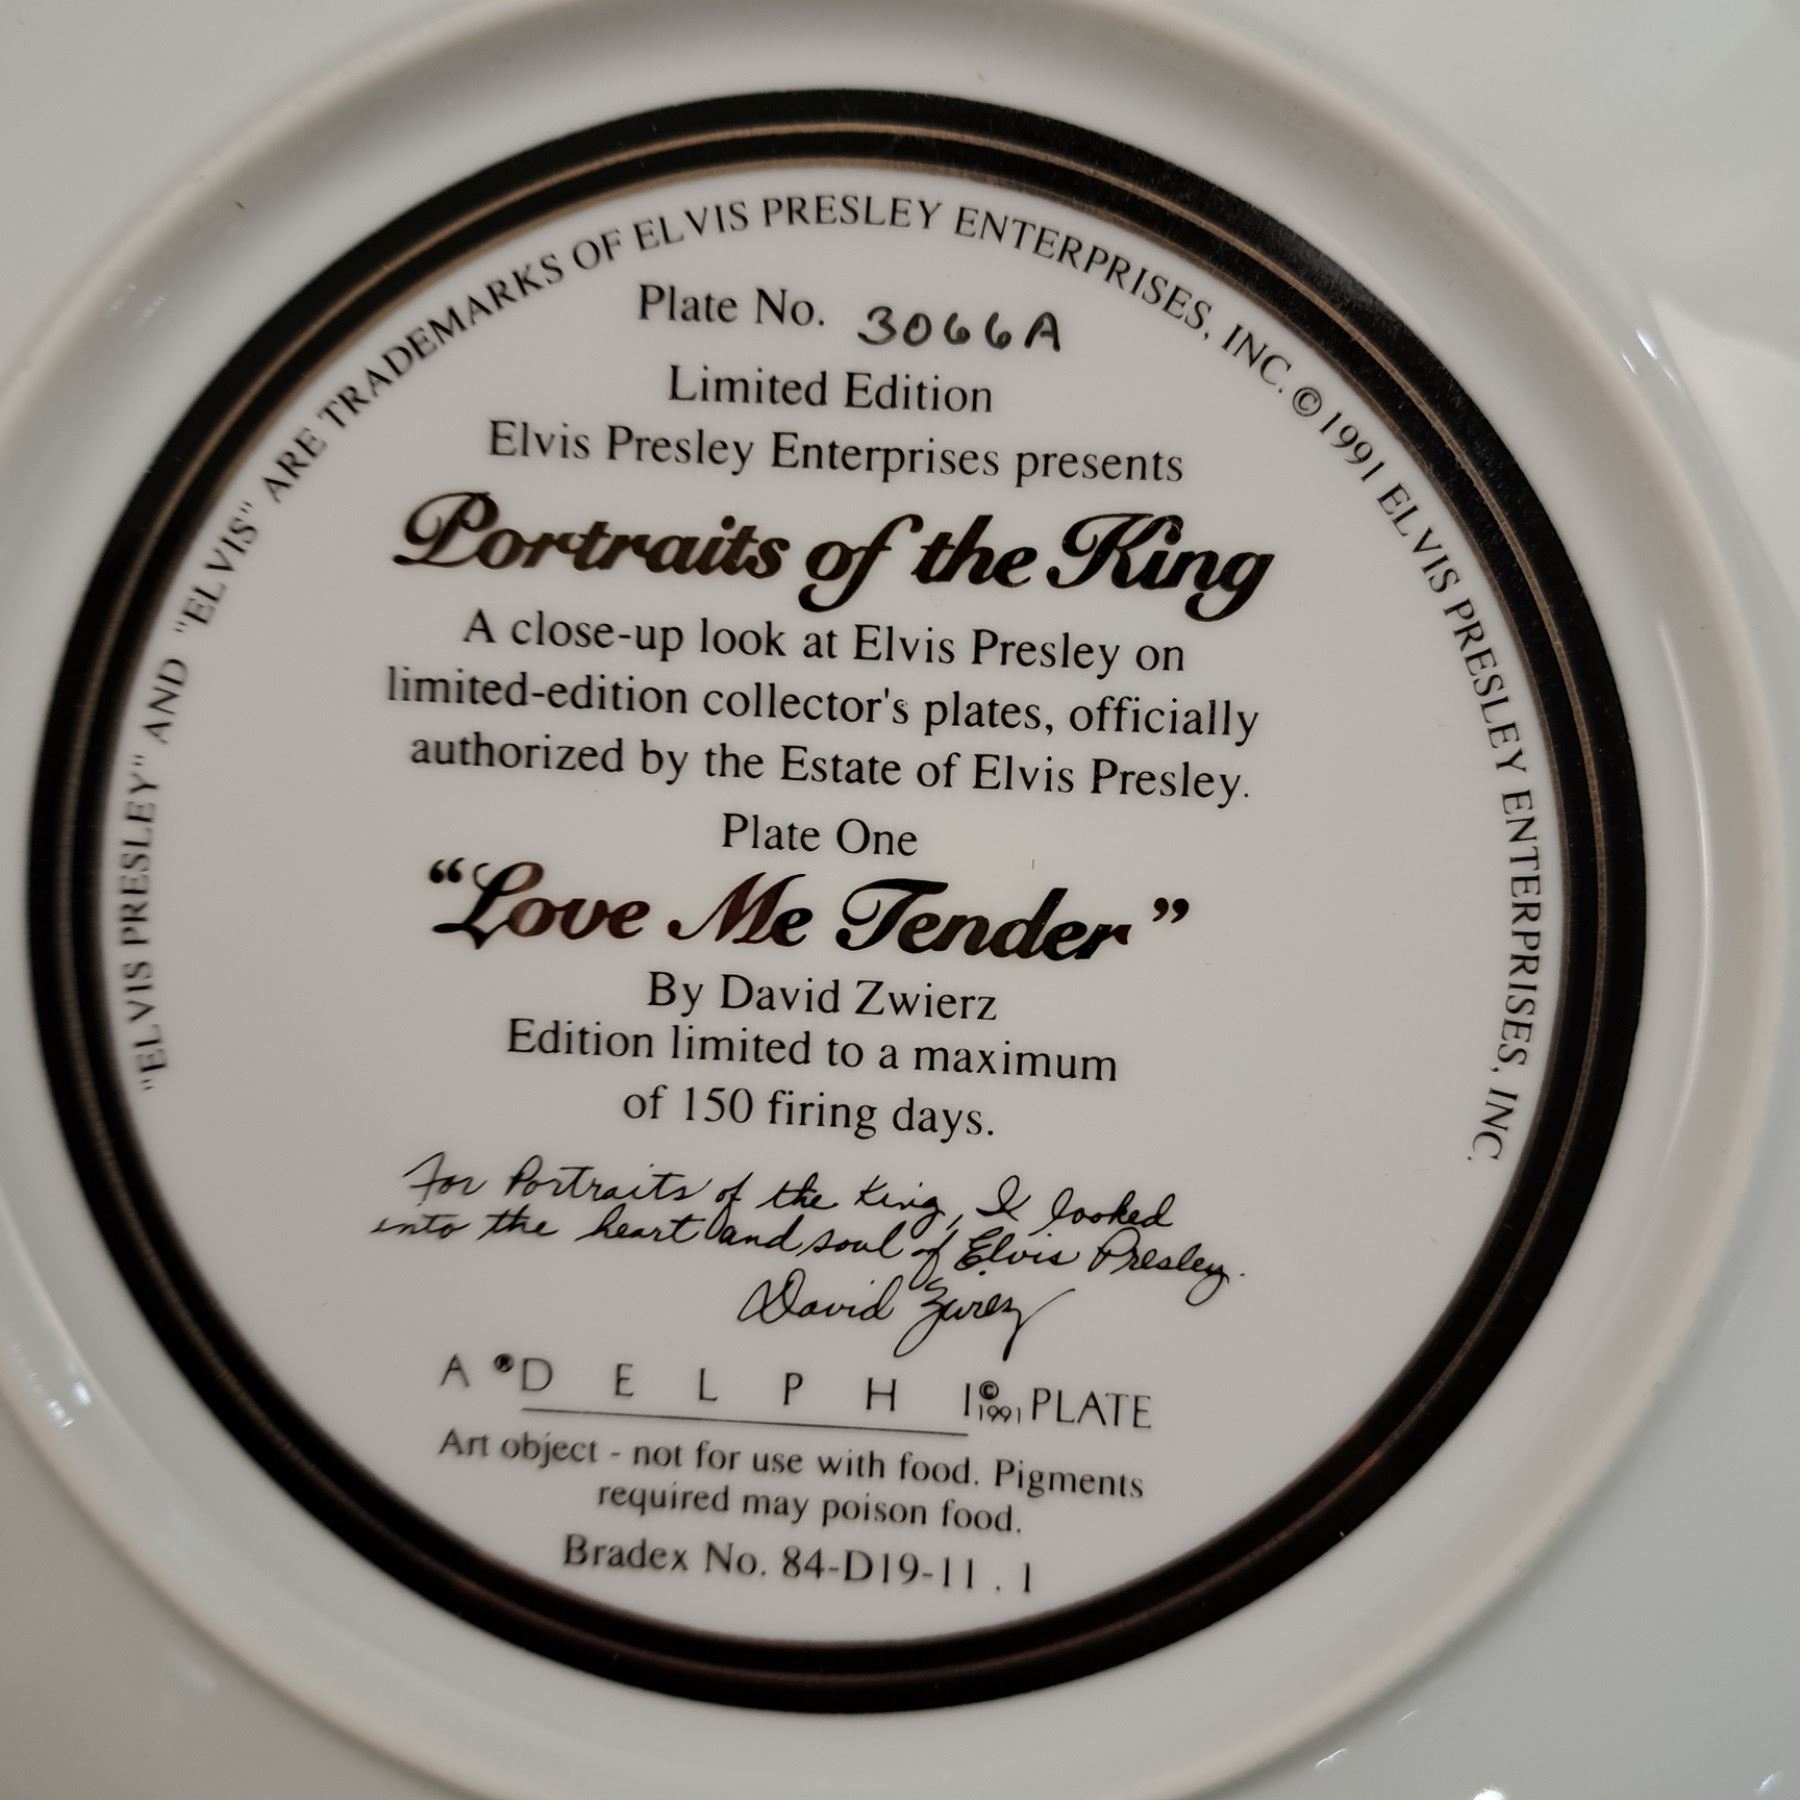 "ELVIS PRESLEY" AND "ELVIS" ARE TRADEMARKS OF ELVIS PRESLEY ENTERPRISES, INC. © 1991 ELVIS PRESLEY ENTERPRISES, INC.
Plate No. 3066A
Limited Edition
Elvis Presley Enterprises presents
Portraits of the King
A close-up look at Elvis Presley on
limited-edition collector's plates, officially
authorized by the Estate of Elvis Presley.
Plate One
“Love Me Tender”
By David Zwierz
Edition limited to a maximum
of 150 firing days.
For Portraits of the King, I looked
into the heart and soul of Elvis Presley.
David Zwierz
A ®DELPHI © 1991 PLATE
Art object - not for use with food. Pigments
required may poison food.
Bradex No. 84-D19-11 . 1